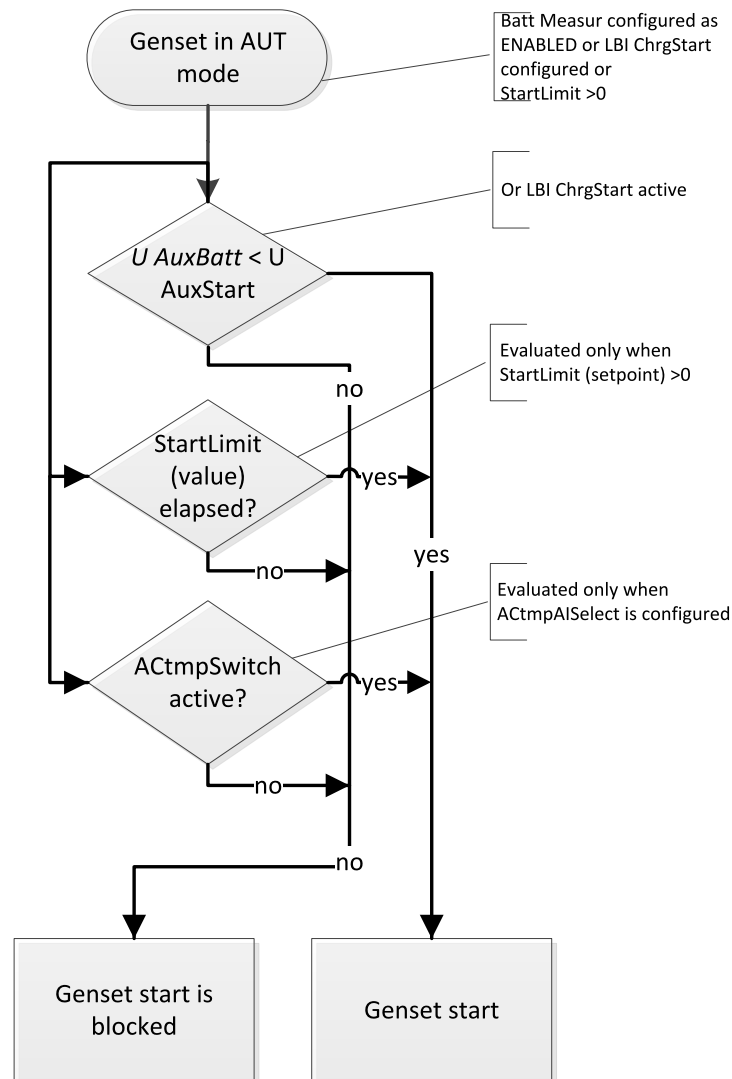 Genset in AUT
mode
Batt Measur configured as
ENABLED or LBI ChrgStart
configured or
StartLimit >0
Or LBI ChrgStart active
U AuxBatt < U
AuxStart
Evaluated only when
StartLimit (setpoint) >0
no
StartLimit
(value)
elapsed?
yes
no
yes
Evaluated only when
ACtmpAISelect is configured
ACtmpSwitch
active?
yes
no
no
Genset start is
blocked
Genset start